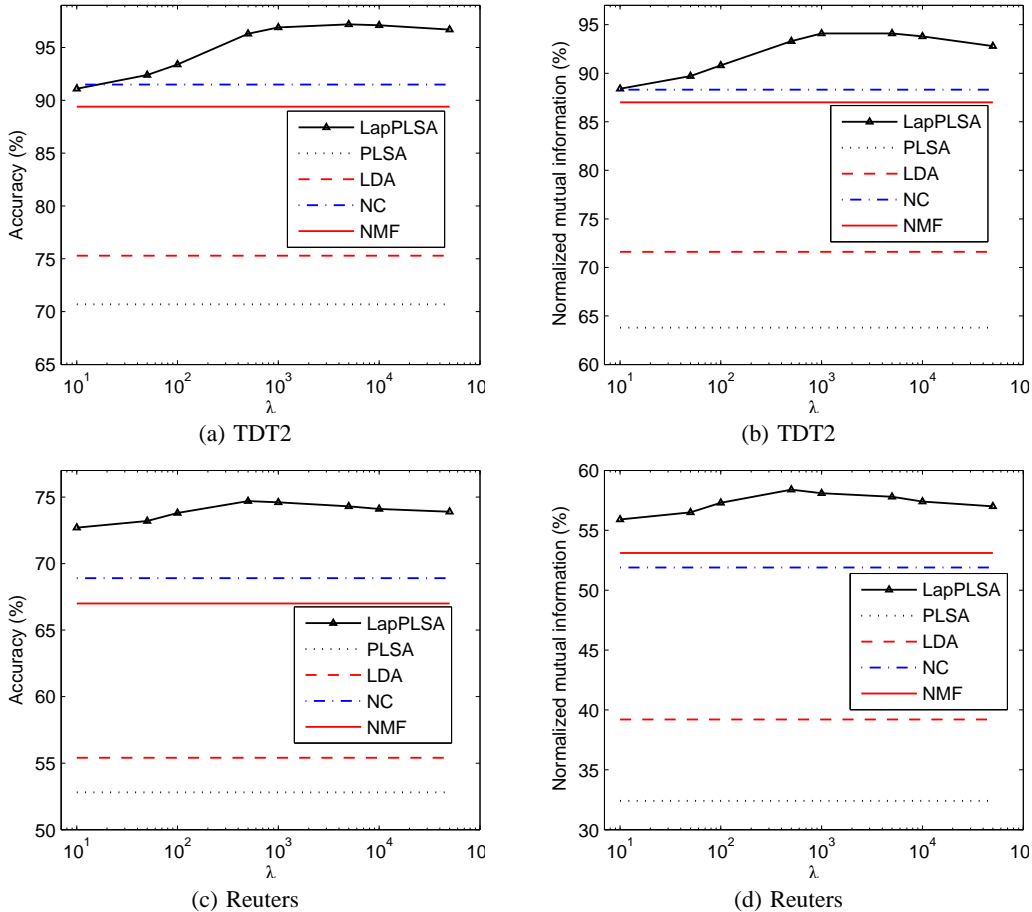 95
90
85
80
75
70
65
Accuracy (%)
LapPLSA
PLSA
LDA
NC
NMF
10^1
10^2
10^3
10^4
10
λ
(a) TDT2
95
90
85
80
75
70
65
60
Normalized mutual information (%)
LapPLSA
PLSA
LDA
NC
NMF
10^1
10^2
10^3
10^4
10
λ
(b) TDT2
75
70
65
60
55
50
Accuracy (%)
LapPLSA
PLSA
LDA
NC
NMF
10^1
10^2
10^3
10^4
10
λ
(c) Reuters
60
55
50
45
40
35
30
Normalized mutual information (%)
LapPLSA
PLSA
LDA
NC
NMF
10^1
10^2
10^3
10^4
10
λ
(d) Reuters